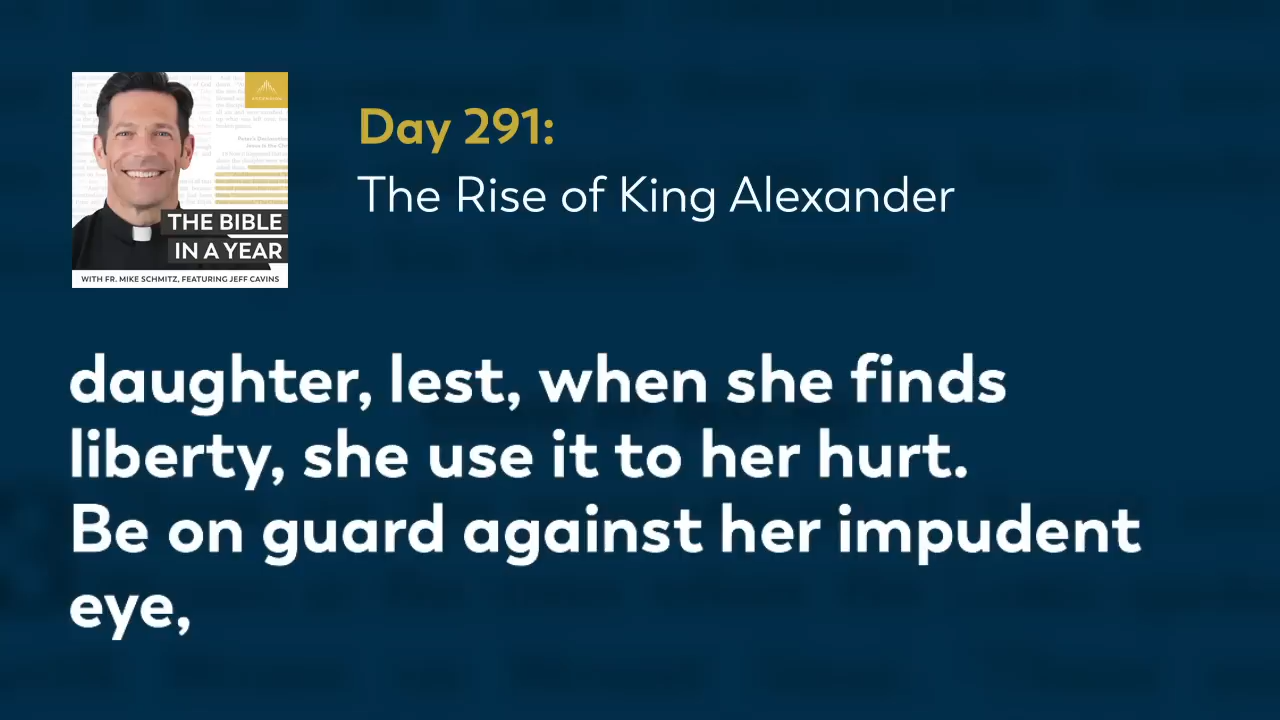 Day 291:
The Rise of King Alexander
THE BIBLE
IN A YEAR
WITH FR. MIKE SCHMITZ, FEATURING JEFF CAVINS
daughter, lest, when she finds
liberty, she use it to her hurt.
Be on guard against her impudent
eye,